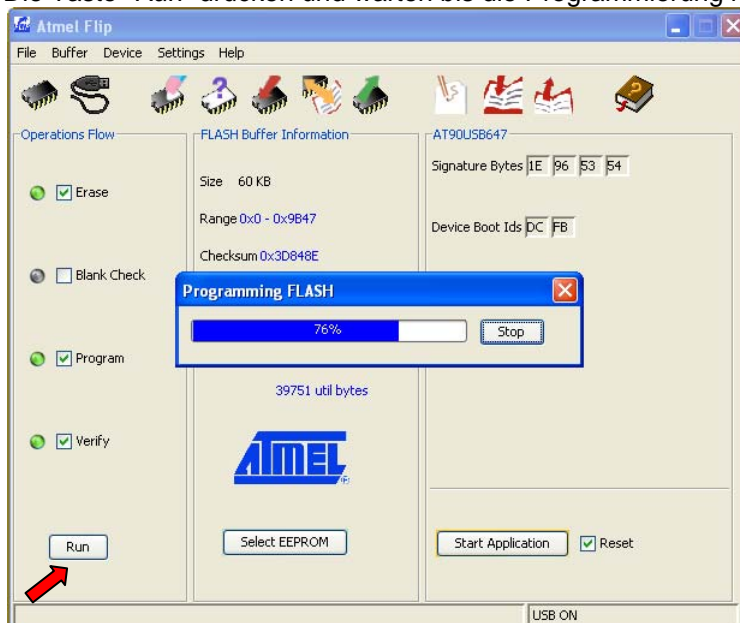 Die Taste "Run" drücken und warten bis die Programmierung
Atmel Flip
File Buffer Device Settings Help
Operations Flow
Erase
Blank Check
Program
Verify
Run
FLASH Buffer Information
Size 60 KB
Range 0x0 - 0x9B47
Checksum 0x3D848E
Programming FLASH
76%
Stop
39751 util bytes
ATMEL
Select EEPROM
AT90USB647
Signature Bytes 1E 96 53 54
Device Boot Ids DC FB
Start Application Reset
USB ON